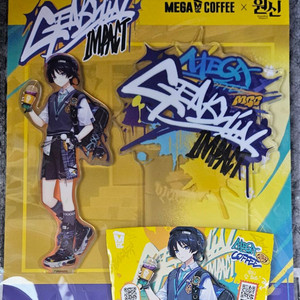 GENSHIN
IMPACT
MEGA COFFEE × 원신
MEGA
GENSHIN
IMPACT
MEGA
COFFEE